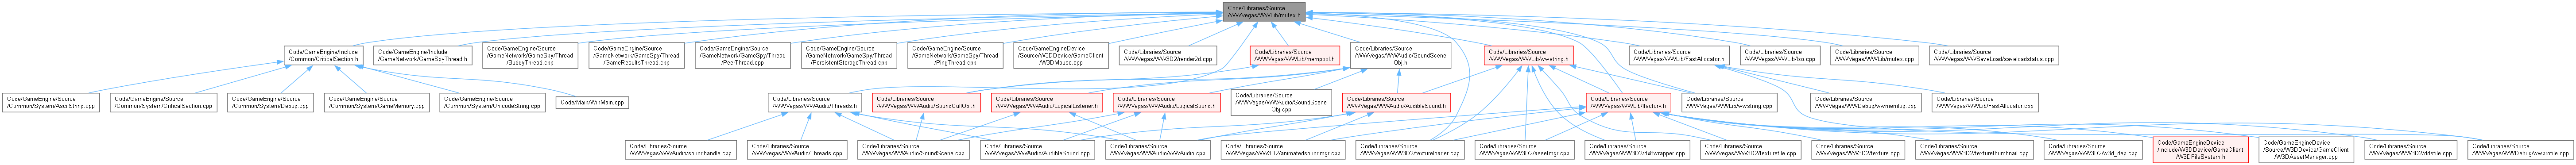 Code/Libraries/Source
/WWVegas/WWLib/mutex.h
Code/GameEngine/Include
/Common/CriticalSection.h
Code/GameEngine/Include
/GameNetwork/GameSpyThread.h
Code/GameEngine/Source
/GameNetwork/GameSpy/Thread
/BuddyThread.cpp
Code/GameEngine/Source
/GameNetwork/GameSpy/Thread
/GameResultsThread.cpp
Code/GameEngine/Source
/GameNetwork/GameSpy/Thread
/PeerThread.cpp
Code/GameEngine/Source
/GameNetwork/GameSpy/Thread
/PersistentStorageThread.cpp
Code/GameEngine/Source
/GameNetwork/GameSpy/Thread
/PingThread.cpp
Code/GameEngineDevice
/Source/W3DDevice/GameClient
/W3DMouse.cpp
Code/Libraries/Source
/WWVegas/WW3D2/render2d.cpp
Code/Libraries/Source
/WWVegas/WWLib/mempool.h
Code/Libraries/Source
/WWVegas/WWAudio/SoundScene
Obj.h
Code/Libraries/Source
/WWVegas/WWLib/wwstring.h
Code/Libraries/Source
/WWVegas/WWLib/FastAllocator.h
Code/Libraries/Source
/WWVegas/WWLib/lzo.cpp
Code/Libraries/Source
/WWVegas/WWLib/mutex.cpp
Code/Libraries/Source
/WWVegas/WWSaveLoad/saveloadstatus.cpp
Code/GameEngine/Source
/Common/System/AsciiString.cpp
Code/GameEngine/Source
/Common/System/CriticalSection.cpp
Code/GameEngine/Source
/Common/System/Debug.cpp
Code/GameEngine/Source
/Common/System/GameMemory.cpp
Code/GameEngine/Source
/Common/System/UnicodeString.cpp
Code/Main/WinMain.cpp
Code/Libraries/Source
/WWVegas/WWAudio/Threads.h
Code/Libraries/Source
/WWVegas/WWAudio/SoundCullObj.h
Code/Libraries/Source
/WWVegas/WWAudio/LogicalListener.h
Code/Libraries/Source
/WWVegas/WWAudio/LogicalSound.h
Code/Libraries/Source
/WWVegas/WWAudio/SoundScene
Obj.cpp
Code/Libraries/Source
/WWVegas/WWAudio/AudibleSound.h
Code/Libraries/Source
/WWVegas/WWLib/ffactory.h
Code/Libraries/Source
/WWVegas/WWLib/wwstring.cpp
Code/Libraries/Source
/WWVegas/WWDebug/wwmemlog.cpp
Code/Libraries/Source
/WWVegas/WWLib/FastAllocator.cpp
Code/Libraries/Source
/WWVegas/WWAudio/soundhandle.cpp
Code/Libraries/Source
/WWVegas/WWAudio/Threads.cpp
Code/Libraries/Source
/WWVegas/WWAudio/SoundScene.cpp
Code/Libraries/Source
/WWVegas/WWAudio/AudibleSound.cpp
Code/Libraries/Source
/WWVegas/WWAudio/WWAudio.cpp
Code/Libraries/Source
/WWVegas/WW3D2/animatedsoundmgr.cpp
Code/Libraries/Source
/WWVegas/WW3D2/textureloader.cpp
Code/Libraries/Source
/WWVegas/WW3D2/assetmgr.cpp
Code/Libraries/Source
/WWVegas/WW3D2/dx8wrapper.cpp
Code/Libraries/Source
/WWVegas/WW3D2/texturefile.cpp
Code/Libraries/Source
/WWVegas/WW3D2/texture.cpp
Code/Libraries/Source
/WWVegas/WW3D2/texturethumbnail.cpp
Code/Libraries/Source
/WWVegas/WW3D2/w3d_dep.cpp
Code/GameEngineDevice
/Include/W3DDevice/GameClient
/W3DFileSystem.h
Code/GameEngineDevice
/Source/W3DDevice/GameClient
/W3DAssetManager.cpp
Code/Libraries/Source
/WWVegas/WW3D2/ddsfile.cpp
Code/Libraries/Source
/WWVegas/WWDebug/wwprofile.cpp